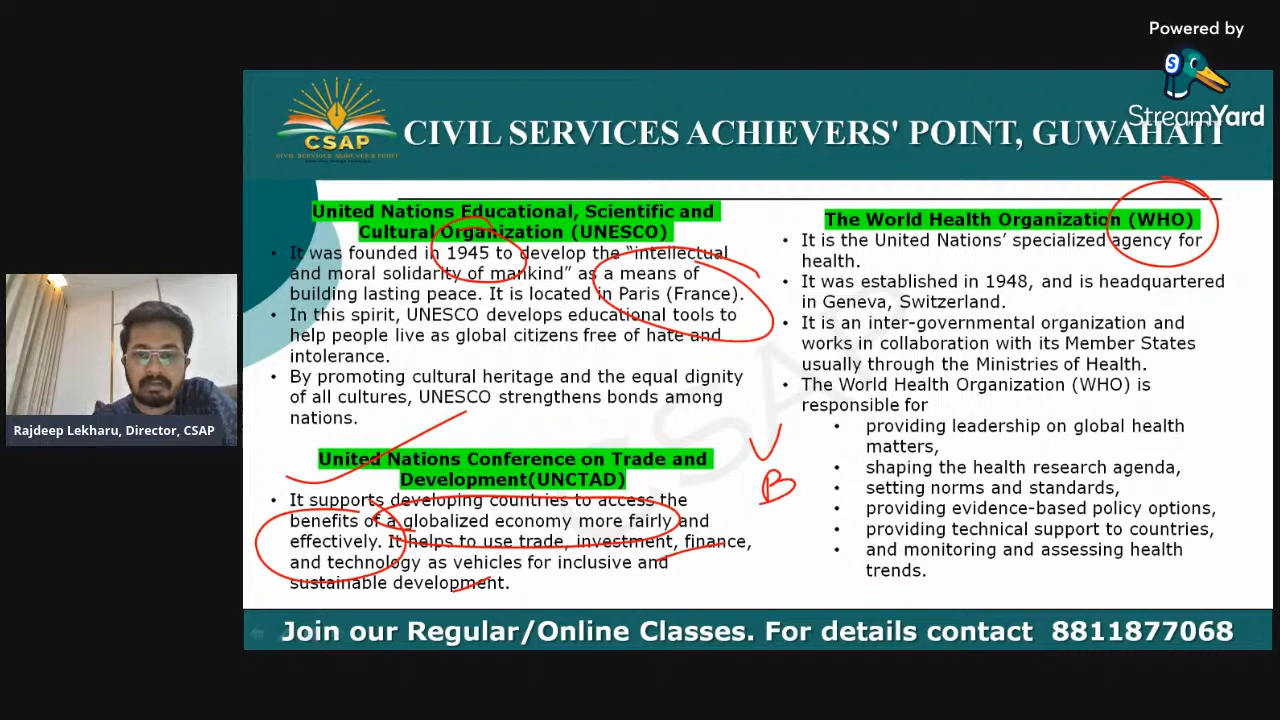 Powered by
StreamYard
CSAP
CIVIL SERVICES ACHIEVER'S POINT
CIVIL SERVICES ACHIEVERS' POINT, GUWAHATI
United Nations Educational, Scientific and
Cultural Organization (UNESCO)
• It was founded in 1945 to develop the “intellectual
and moral solidarity of mankind” as a means of
building lasting peace. It is located in Paris (France).
• In this spirit, UNESCO develops educational tools to
help people live as global citizens free of hate and
intolerance.
• By promoting cultural heritage and the equal dignity
of all cultures, UNESCO strengthens bonds among
nations.
United Nations Conference on Trade and
Development(UNCTAD)
• It supports developing countries to access the
benefits of a globalized economy more fairly and
effectively. It helps to use trade, investment, finance,
and technology as vehicles for inclusive and
sustainable development.
B
The World Health Organization (WHO)
• It is the United Nations’ specialized agency for
health.
• It was established in 1948, and is headquartered
in Geneva, Switzerland.
• It is an inter-governmental organization and
works in collaboration with its Member States
usually through the Ministries of Health.
• The World Health Organization (WHO) is
responsible for
• providing leadership on global health
matters,
• shaping the health research agenda,
• setting norms and standards,
• providing evidence-based policy options,
• providing technical support to countries,
• and monitoring and assessing health
trends.
CSAP
Rajdeep Lekharu, Director, CSAP
Join our Regular/Online Classes. For details contact 8811877068